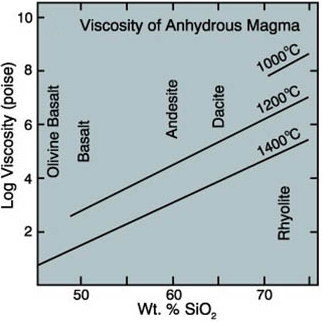 Viscosity of Anhydrous Magma
Log Viscosity (poise)
10
8
6
4
2
Olivine Basalt
Basalt
Andesite
Dacite
Rhyolite
1000°C
1200°C
1400°C
50
60
70
Wt. % SiO₂